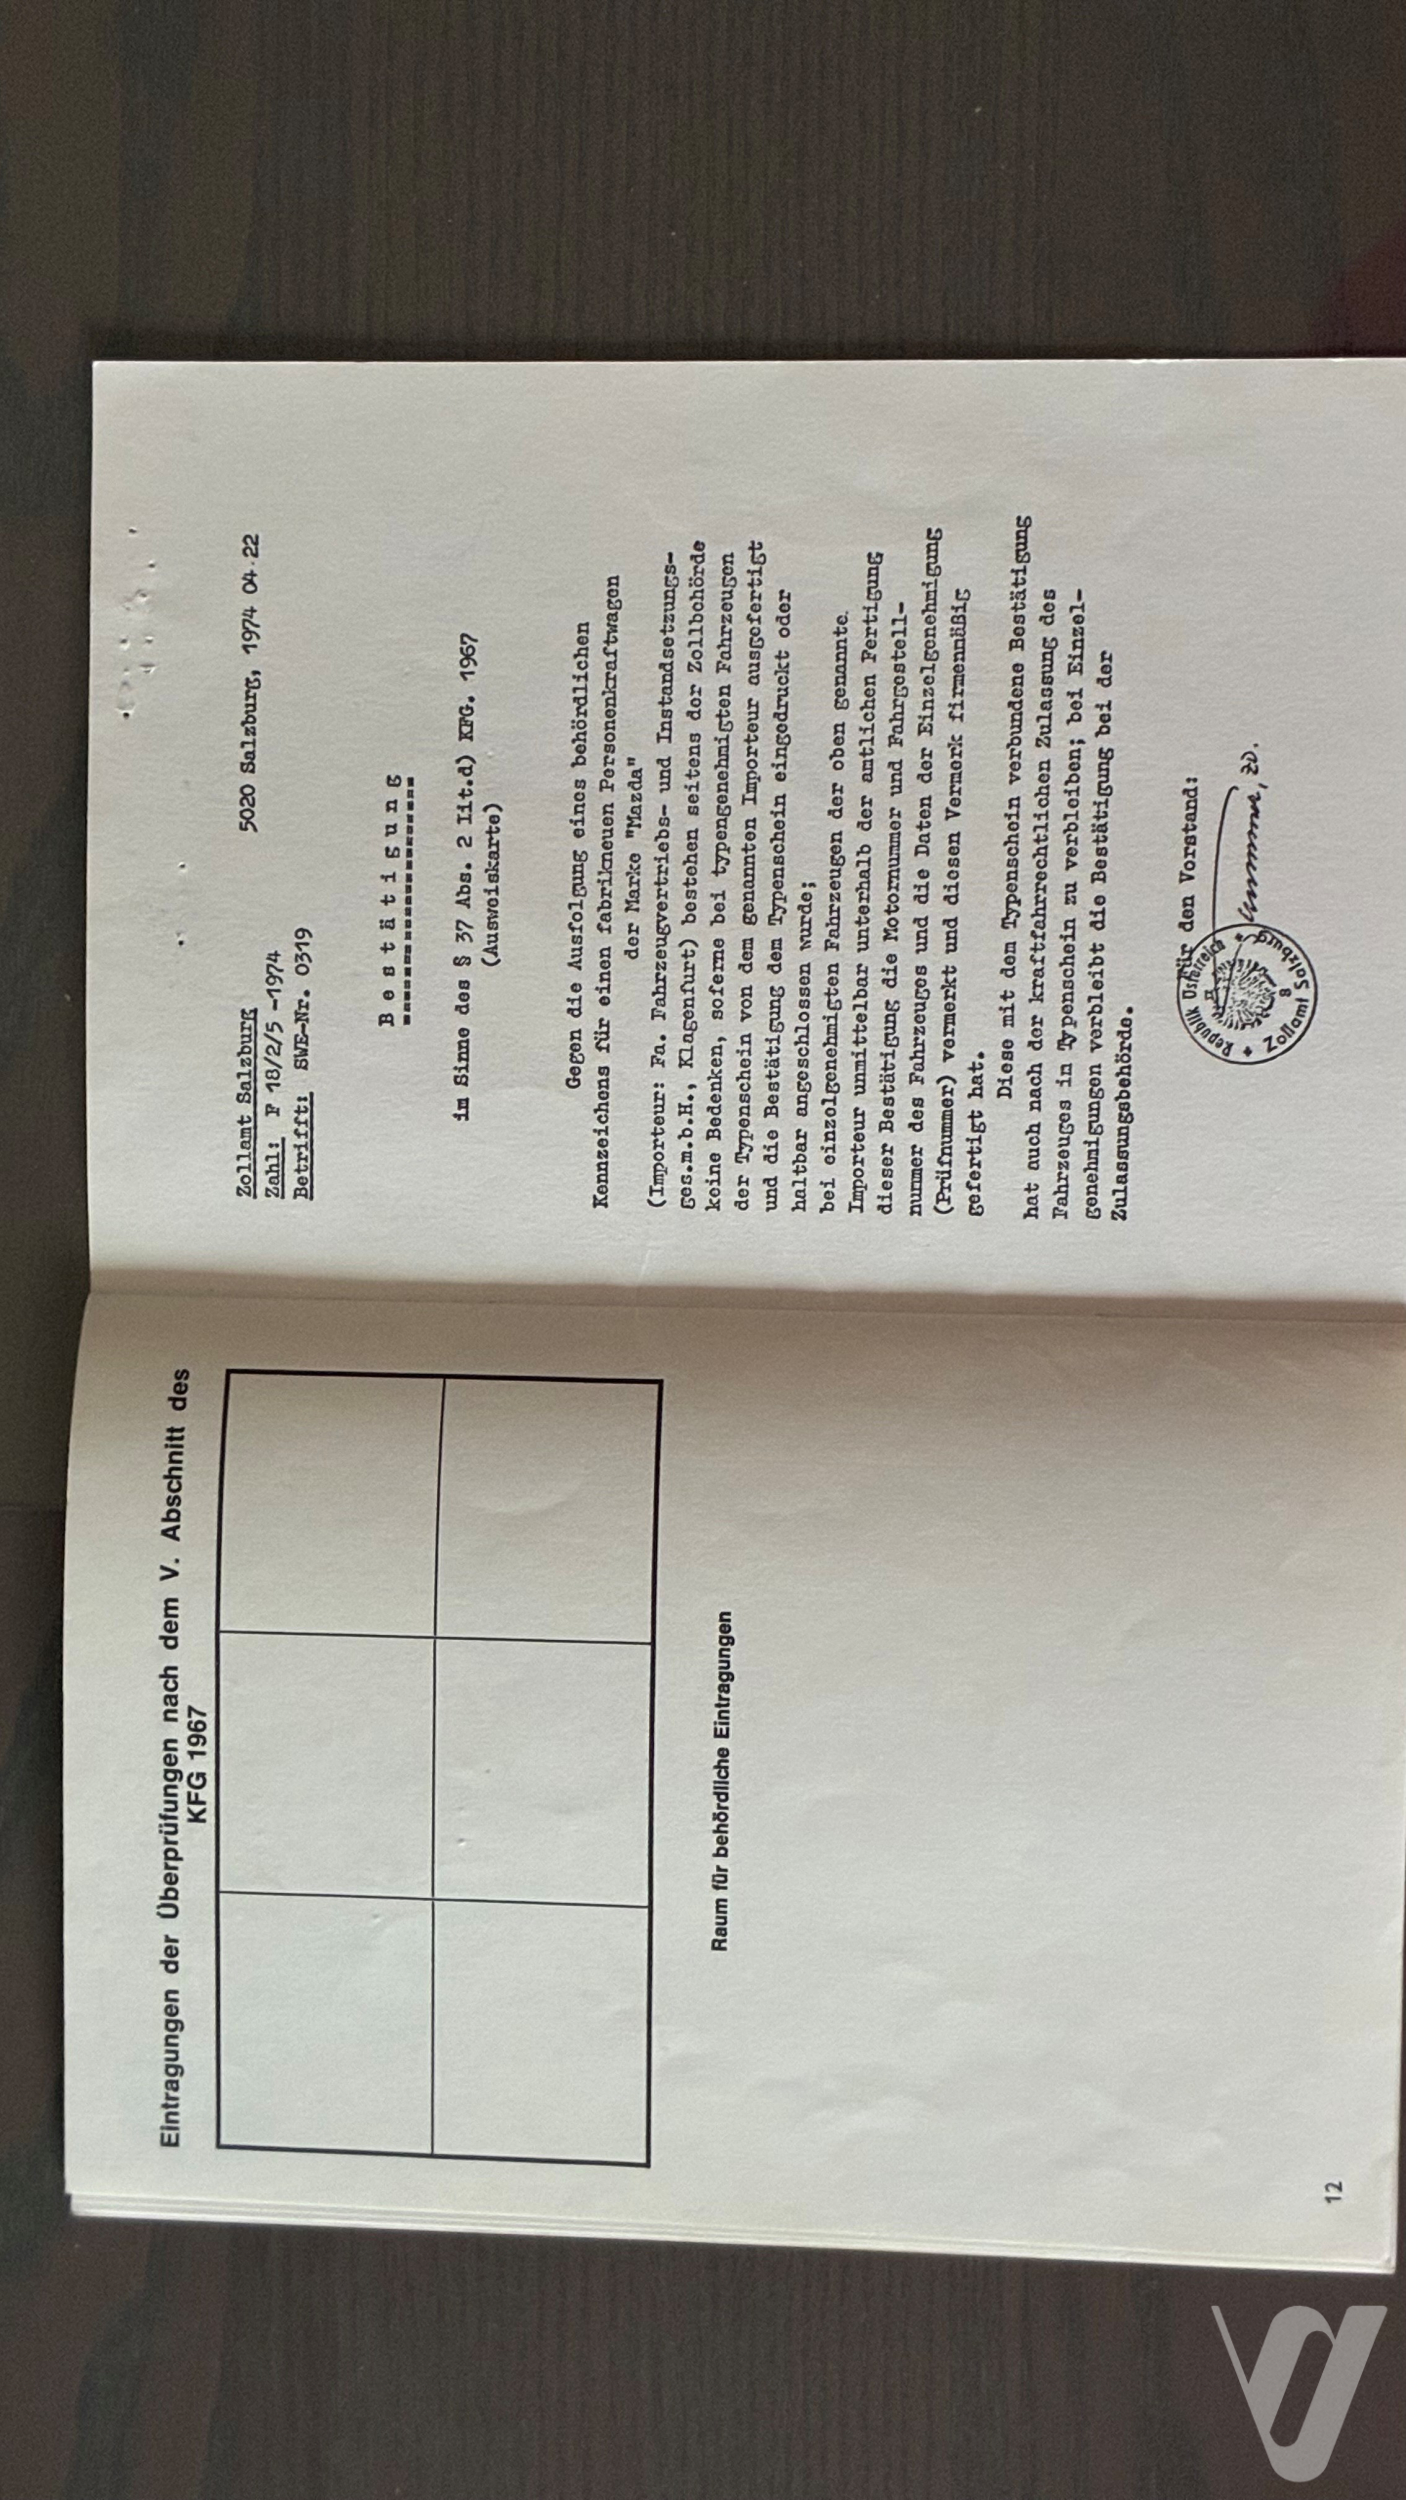 Eintragungen der Überprüfungen nach dem V. Abschnitt des
KFG 1967
Raum für behördliche Eintragungen
12
Zollamt Salzburg
5020 Salzburg, 1974 04 22
Zahl: F 18/2/5 -1974
Betrifft: SWE-Nr. 0319
B e s t ä t i g u n g
im Sinne des § 37 Abs. 2 lit.d) KFG. 1967
(Ausweiskarte)
Gegen die Ausfolgung eines behördlichen
Kennzeichens für einen fabrikneuen Personenkraftwagen
der Marke "Mazda"
(Importeur: Fa. Fahrzeugvertriebs- und Instandsetzungs-
ges.m.b.H., Klagenfurt) bestehen seitens der Zollbehörde
keine Bedenken, soferne bei typengenehmigten Fahrzeugen
der Typenschein von dem genannten Importeur ausgefertigt
und die Bestätigung dem Typenschein eingedruckt oder
haltbar angeschlossen wurde;
bei einzelgenehmigten Fahrzeugen der oben genannte
Importeur unmittelbar unterhalb der amtlichen Fertigung
dieser Bestätigung die Motornummer und Fahrgestell-
nummer des Fahrzeuges und die Daten der Einzelgenehmigung
(Prüfnummer) vermerkt und diesen Vermerk firmenmäßig
gefertigt hat.
Diese mit dem Typenschein verbundene Bestätigung
hat auch nach der kraftfahrrechtlichen Zulassung des
Fahrzeuges in Typenschein zu verbleiben; bei Einzel-
genehmigungen verbleibt die Bestätigung bei der
Zulassungsbehörde.
Für den Vorstand:
Republik Österreich
Zollamt Salzburg
8